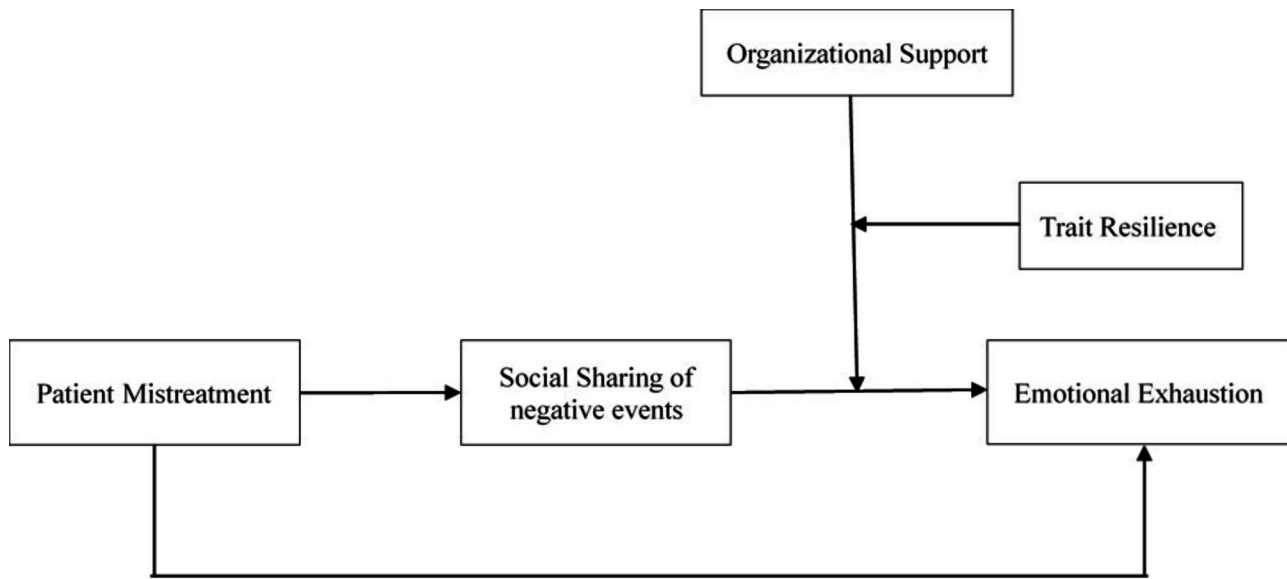 Organizational Support
Trait Resilience
Patient Mistreatment
Social Sharing of
negative events
Emotional Exhaustion